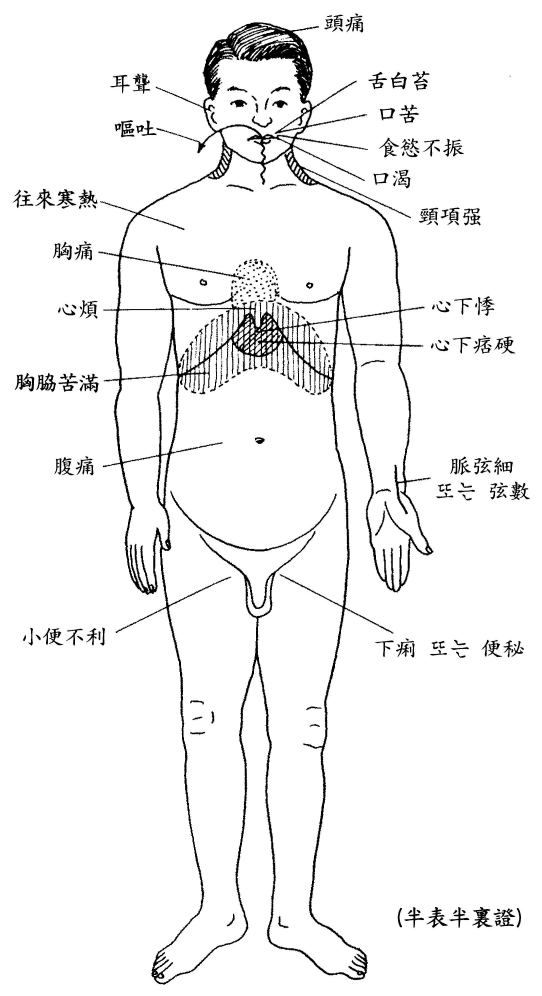 頭痛
耳聾
舌白苔
口苦
嘔吐
食慾不振
口渴
往來寒熱
頸項强
胸痛
心煩
心下悸
心下痞硬
胸脇苦滿
腹痛
脈弦細
또는 弦數
小便不利
下痢 또는 便秘
(半表半裏證)